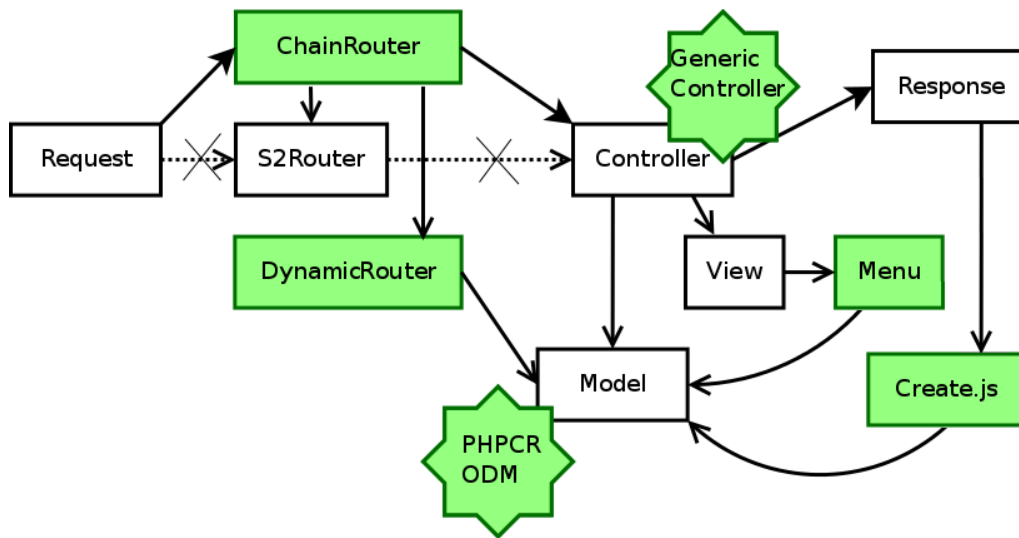 ChainRouter
Generic
Controller
Response
Request
S2Router
Controller
DynamicRouter
View
Menu
Model
Create.js
PHPCR
ODM